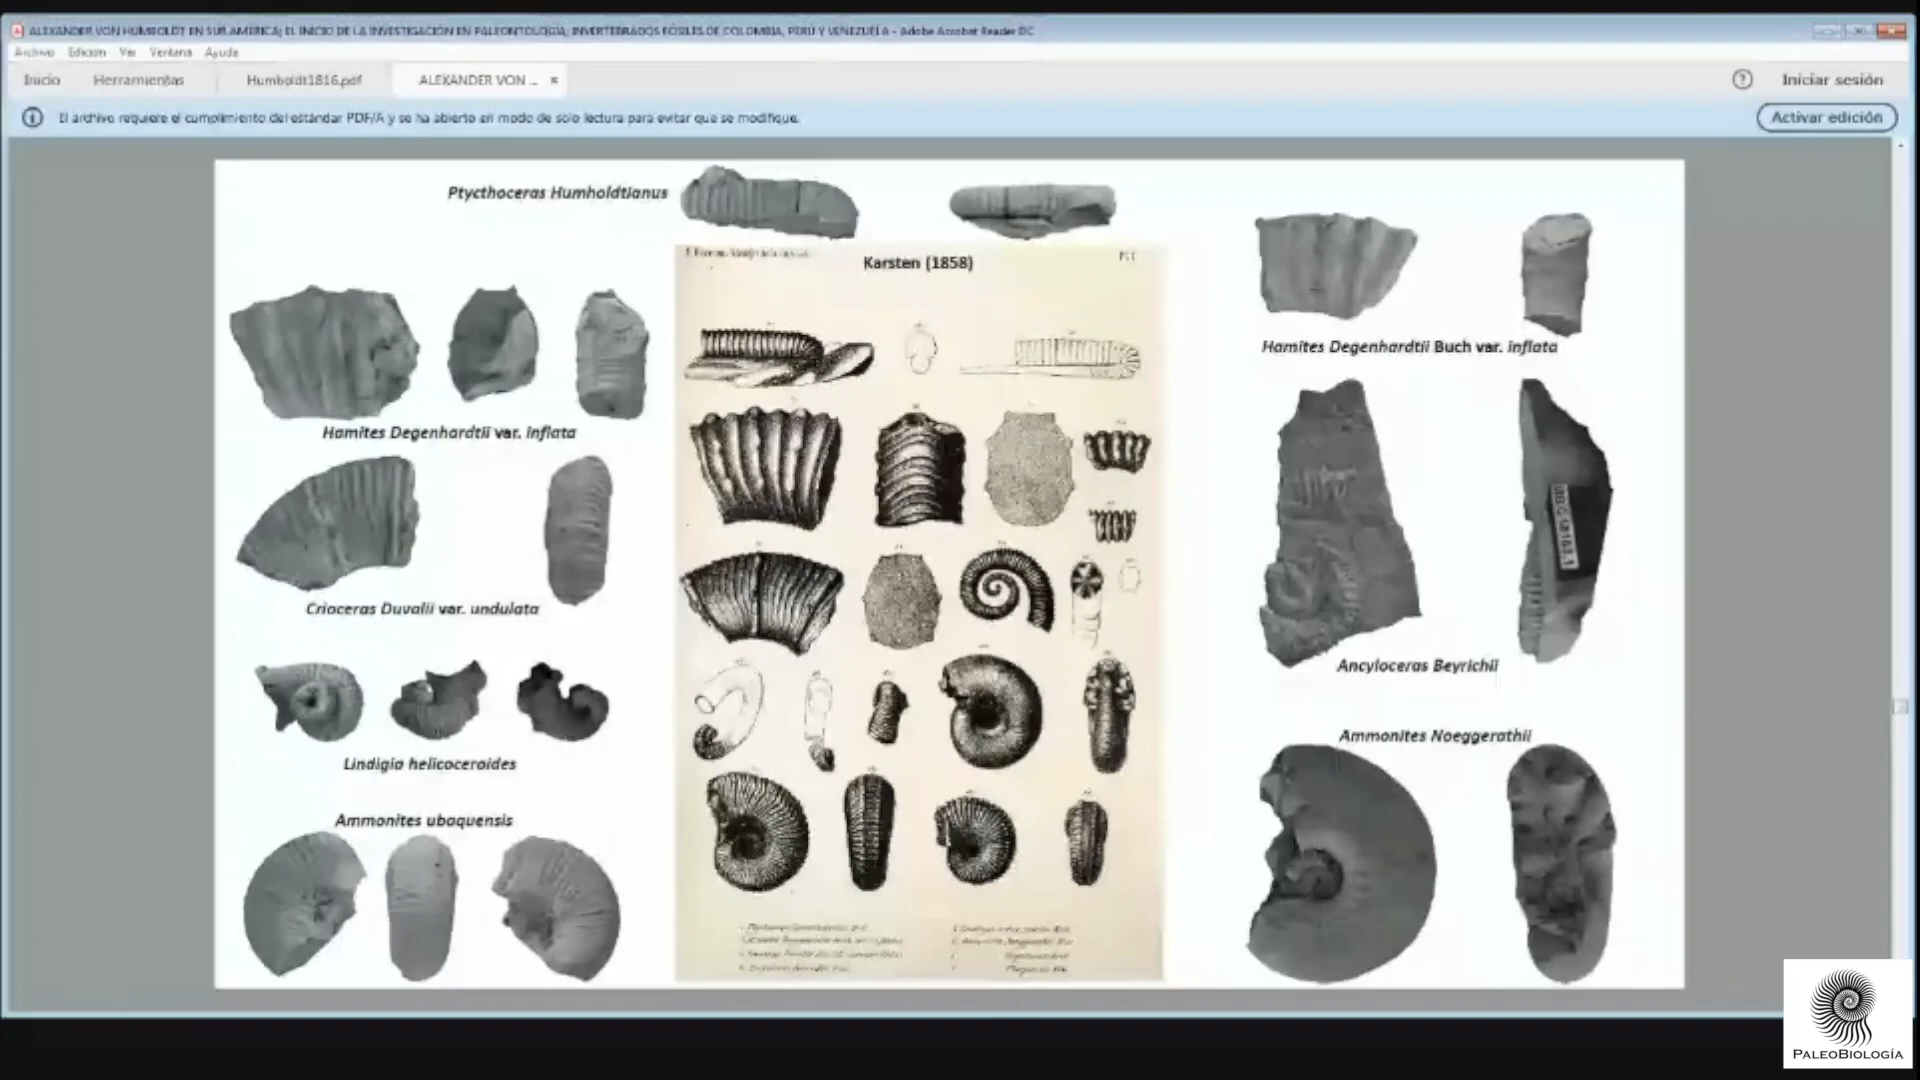 ALEXANDER VON HUMBOLDT EN SUR AMERICA; EL INICIO DE LA INVESTIGACIÓN EN PALEONTOLOGIA; INVERTEBRADOS FÓSILES DE COLOMBIA, PERÚ Y VENEZUELA - Adobe Acrobat Reader DC
Archivo Edición Ver Ventana Ayuda
Inicio Herramientas Humboldt1816.pdf ALEXANDER VON ... × ? Iniciar sesión
El archivo requiere el cumplimiento del estándar PDF/A y se ha abierto en modo de solo lectura para evitar que se modifique.
Activar edición
Ptycthoceras Humholdtianus
Karsten (1858)
Hamites Degenhardtii Buch var. inflata
Hamites Degenhardtii var. inflata
Crioceras Duvalii var. undulata
Ancyloceras Beyrichii
Ammonites Noeggerathii
Lindigia helicoceroides
Ammonites ubaquensis
PALEOBIOLOGÍA